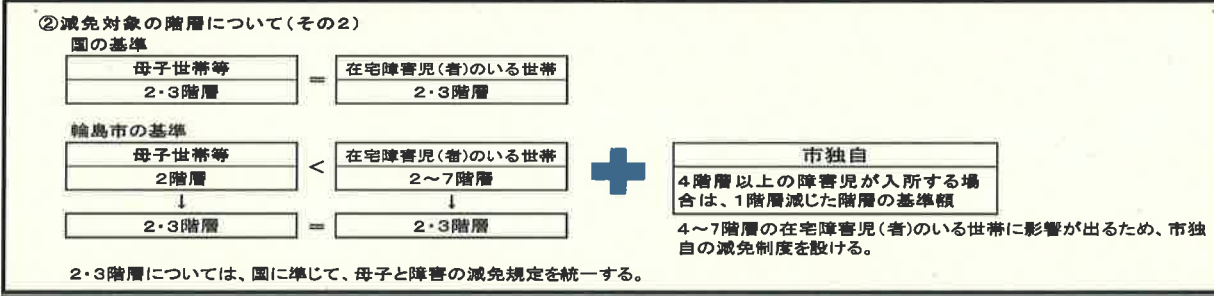 ②減免対象の階層について(その2)
国の基準
母子世帯等 = 在宅障害児(者)のいる世帯
2・3階層 2・3階層
輪島市の基準
母子世帯等 < 在宅障害児(者)のいる世帯
2階層 2~7階層
↓ ↓
2・3階層 = 2・3階層
市独自
4階層以上の障害児が入所する場
合は、1階層減じた階層の基準額
4~7階層の在宅障害児(者)のいる世帯に影響が出るため、市独
自の減免制度を設ける。
2・3階層については、国に準じて、母子と障害の減免規定を統一する。